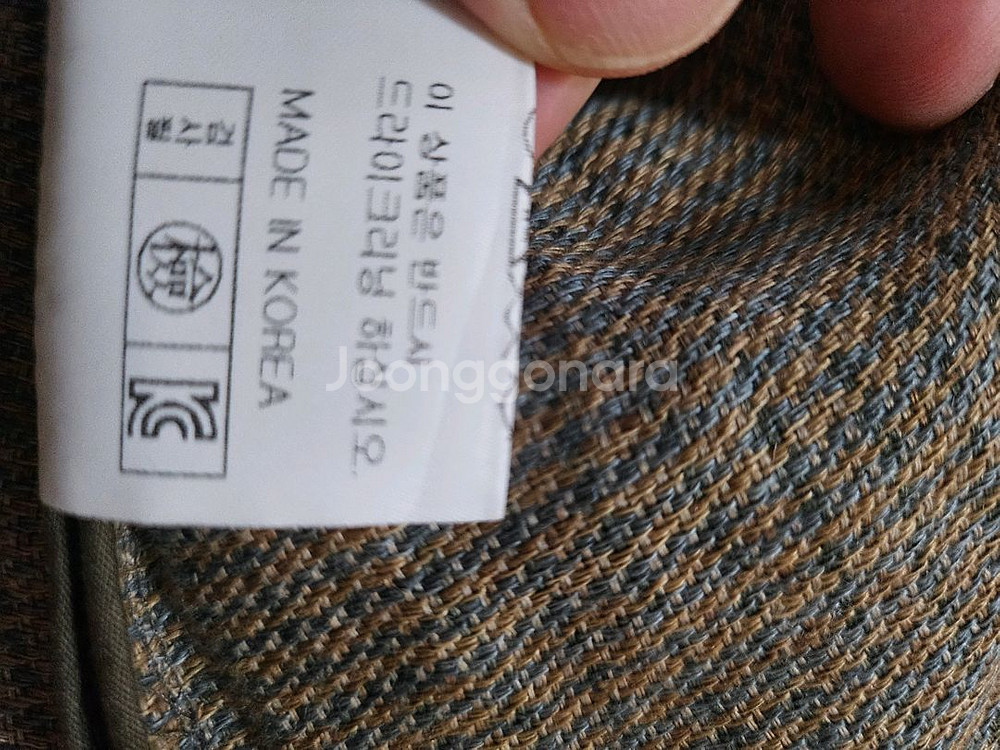 이 상품은 반드시
드라이크리닝 하십시오.
MADE IN KOREA
검사필 檢 KC
Joonggonara